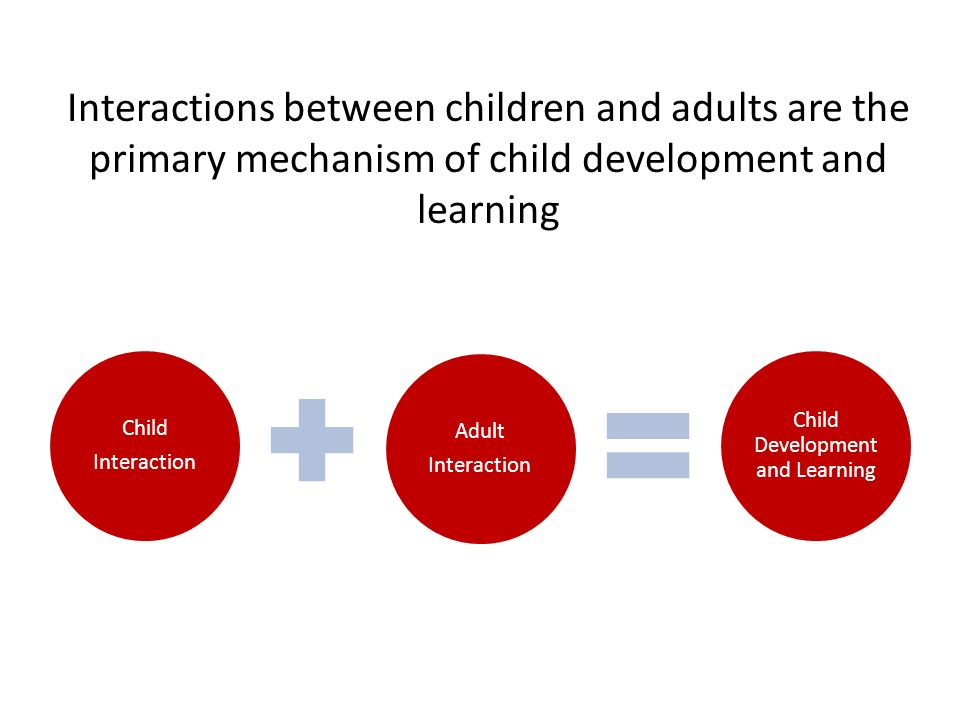 Interactions between children and adults are the
primary mechanism of child development and
learning
Child
Interaction
Adult
Interaction
Child
Development
and Learning